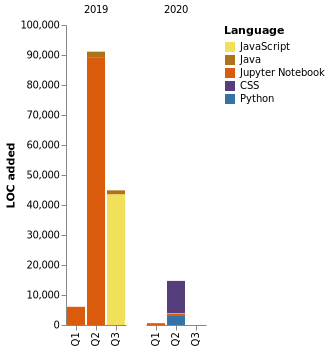 2019 2020
Language
JavaScript
Java
Jupyter Notebook
CSS
Python
LOC added
100,000
90,000
80,000
70,000
60,000
50,000
40,000
30,000
20,000
10,000
0
Q1 Q2 Q3 Q1 Q2 Q3